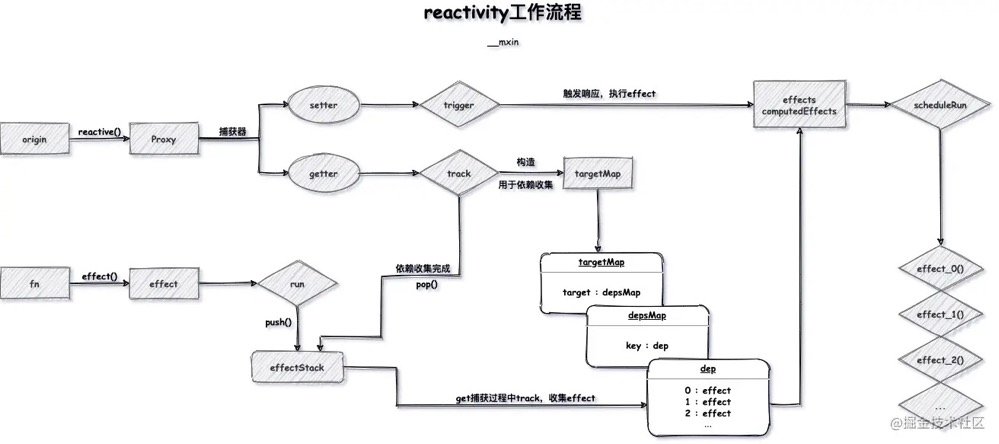 reactivity工作流程
__mxin
origin
reactive()
Proxy
捕获器
setter
trigger
触发响应，执行effect
effects
computedEffects
scheduleRun
getter
track
构造
用于依赖收集
targetMap
fn
effect()
effect
run
push()
依赖收集完成
pop()
effectStack
get捕获过程中track，收集effect
targetMap
target : depsMap
depsMap
key : dep
dep
0 : effect
1 : effect
2 : effect
...
effect_0()
effect_1()
effect_2()
...
@掘金技术社区